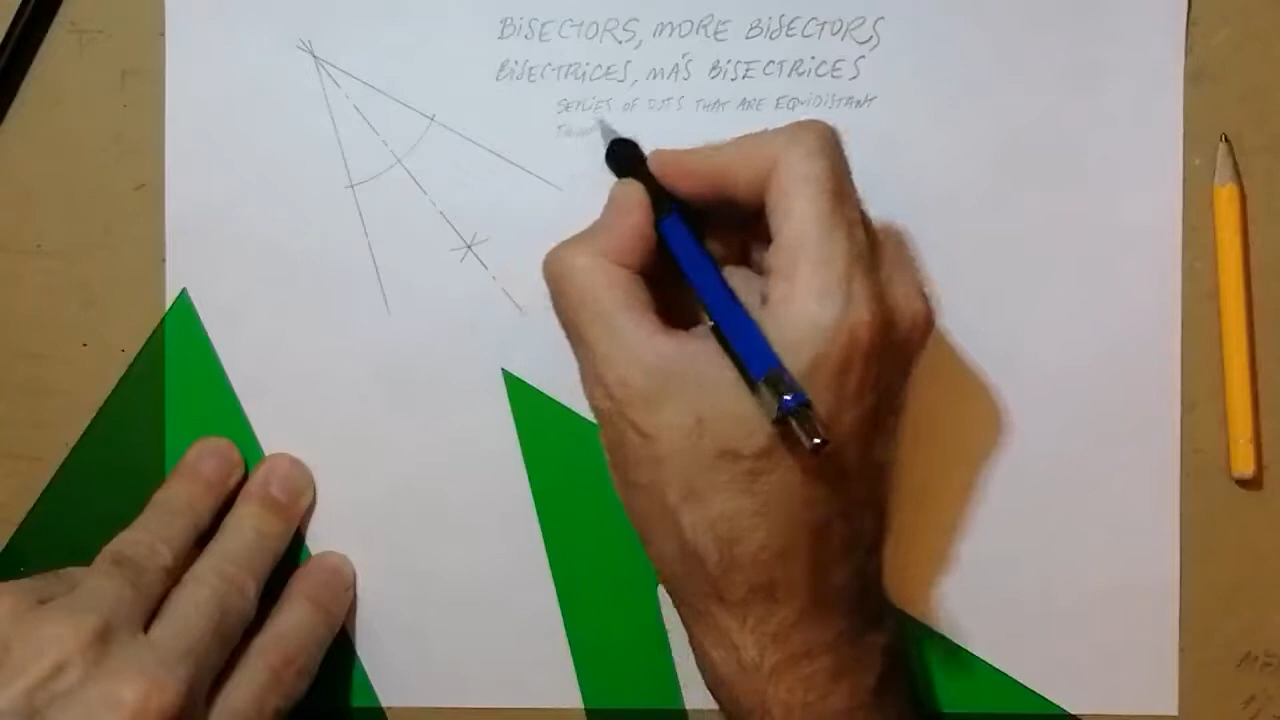 BISECTORS, MORE BISECTORS,
BISECTRICES, MÁS BISECTRICES
SERIES OF DOTS THAT ARE EQUIDISTANT